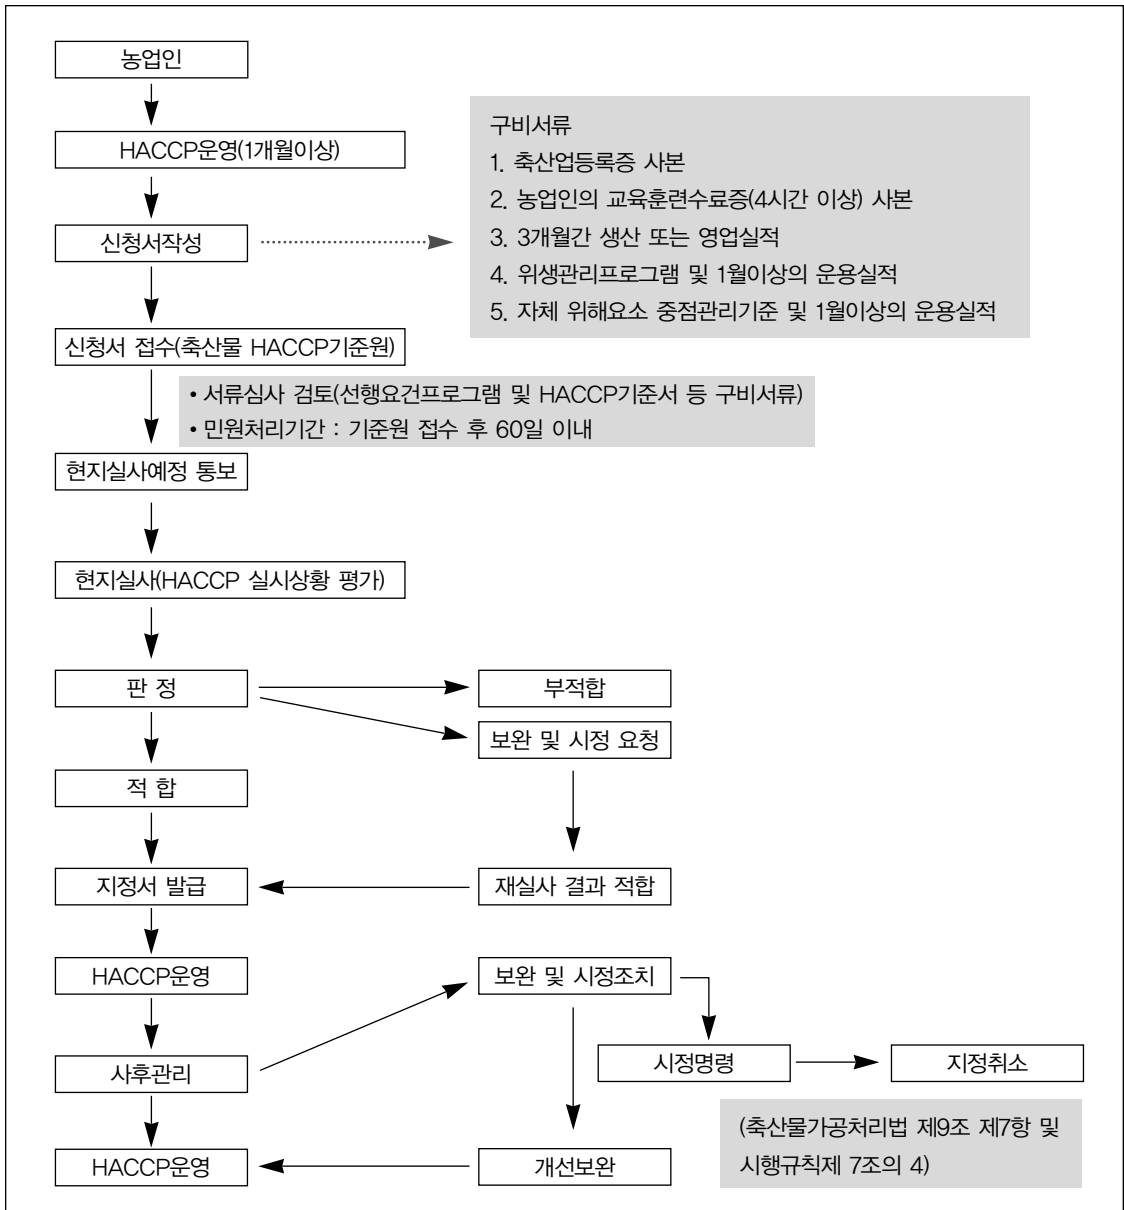 농업인
HACCP운영(1개월이상)
신청서작성
구비서류
1. 축산업등록증 사본
2. 농업인의 교육훈련수료증(4시간 이상) 사본
3. 3개월간 생산 또는 영업실적
4. 위생관리프로그램 및 1월이상의 운용실적
5. 자체 위해요소 중점관리기준 및 1월이상의 운용실적
신청서 접수(축산물 HACCP기준원)
• 서류심사 검토(선행요건프로그램 및 HACCP기준서 등 구비서류)
• 민원처리기간 : 기준원 접수 후 60일 이내
현지실사예정 통보
현지실사(HACCP 실시상황 평가)
판 정
부적합
보완 및 시정 요청
적 합
지정서 발급
재실사 결과 적합
HACCP운영
보완 및 시정조치
사후관리
시정명령
지정취소
(축산물가공처리법 제9조 제7항 및
시행규칙제 7조의 4)
HACCP운영
개선보완